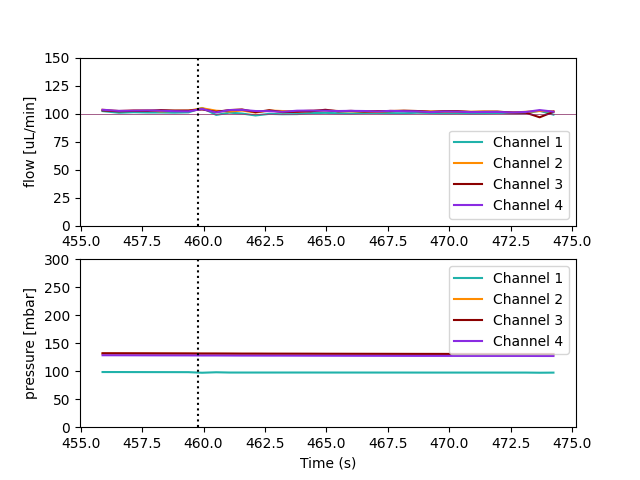 150
125
100
75
50
25
0
flow [uL/min]
Channel 1
Channel 2
Channel 3
Channel 4
455.0 457.5 460.0 462.5 465.0 467.5 470.0 472.5 475.0
300
250
200
150
100
50
0
pressure [mbar]
Channel 1
Channel 2
Channel 3
Channel 4
455.0 457.5 460.0 462.5 465.0 467.5 470.0 472.5 475.0
Time (s)